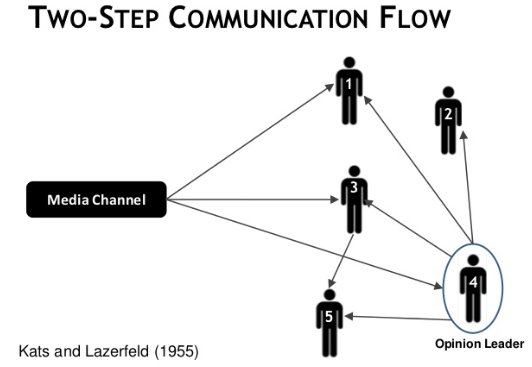 TWO-STEP COMMUNICATION FLOW
1
2
Media Channel
3
4
5
Opinion Leader
Kats and Lazerfeld (1955)